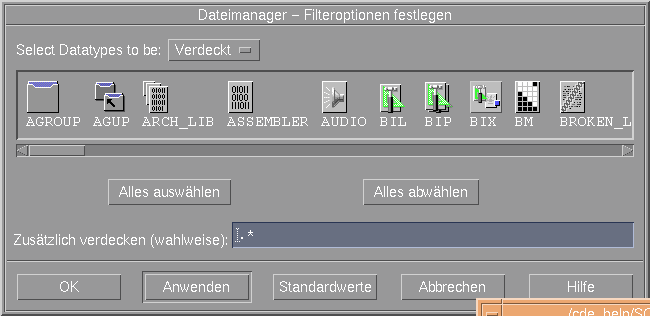 Dateimanager – Filteroptionen festlegen
Select Datatypes to be: Verdeckt
AGROUP AGUP ARCH_LIB ASSEMBLER AUDIO BIL BIP BIX BM BROKEN_L
Alles auswählen Alles abwählen
Zusätzlich verdecken (wahlweise): .*
OK Anwenden Standardwerte Abbrechen Hilfe
/cde_help/SC